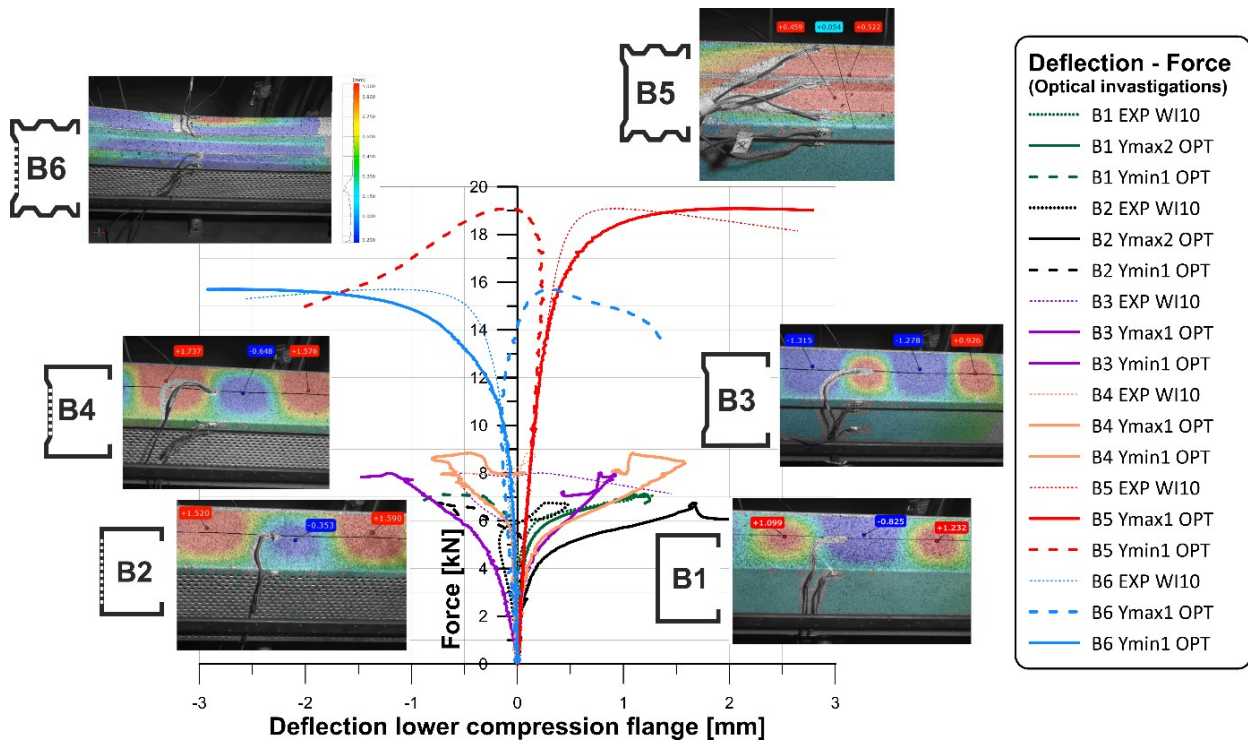 B6
[mm]
B5
+0.459
+0.054
+0.522
Deflection - Force
(Optical invastigations)
B1 EXP WI10
B1 Ymax2 OPT
B1 Ymin1 OPT
B2 EXP WI10
B2 Ymax2 OPT
B2 Ymin1 OPT
B3 EXP WI10
B3 Ymax1 OPT
B3 Ymin1 OPT
B4 EXP WI10
B4 Ymax1 OPT
B4 Ymin1 OPT
B5 EXP WI10
B5 Ymax1 OPT
B5 Ymin1 OPT
B6 EXP WI10
B6 Ymax1 OPT
B6 Ymin1 OPT
B4
+1.737
-0.648
+1.576
B3
-1.315
-1.278
+0.926
B2
+1.520
-0.353
+1.590
B1
+1.099
-0.825
+1.232
20
18
16
14
12
10
8
6
4
2
0
Force [kN]
-3
-2
-1
0
1
2
3
Deflection lower compression flange [mm]